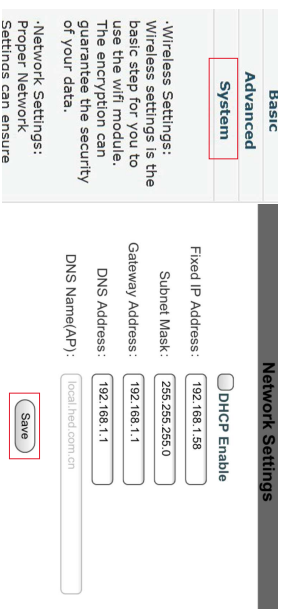 Basic
Advanced
System
·Wireless Settings:
Wireless settings is the
basic step for you to
use the wifi module.
The encryption can
guarantee the security
of your data.
·Network Settings:
Proper Network
Settings can ensure
Network Settings
DHCP Enable
Fixed IP Address: 192.168.1.58
Subnet Mask: 255.255.255.0
Gateway Address: 192.168.1.1
DNS Address: 192.168.1.1
DNS Name(AP): local.hed.com.cn
Save